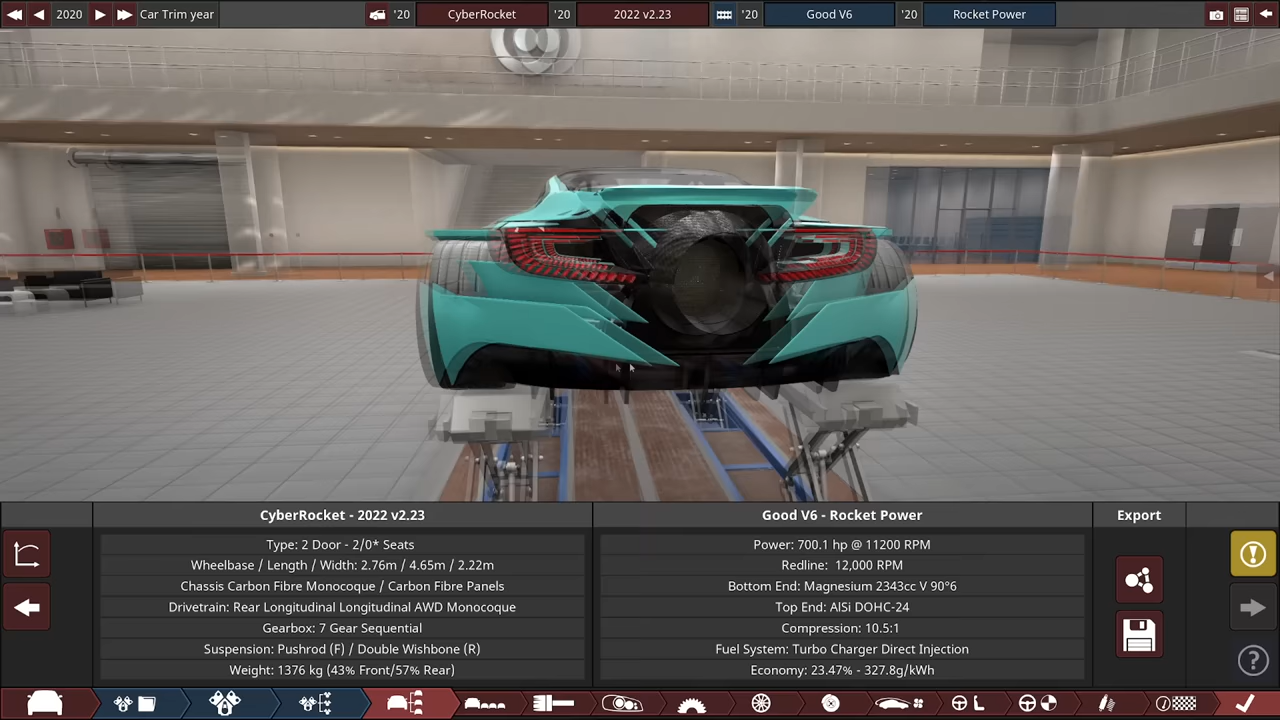 2020
Car Trim year
'20
CyberRocket
'20
2022 v2.23
'20
Good V6
'20
Rocket Power
CyberRocket - 2022 v2.23
Type: 2 Door - 2/0* Seats
Wheelbase / Length / Width: 2.76m / 4.65m / 2.22m
Chassis Carbon Fibre Monocoque / Carbon Fibre Panels
Drivetrain: Rear Longitudinal Longitudinal AWD Monocoque
Gearbox: 7 Gear Sequential
Suspension: Pushrod (F) / Double Wishbone (R)
Weight: 1376 kg (43% Front/57% Rear)
Good V6 - Rocket Power
Power: 700.1 hp @ 11200 RPM
Redline: 12,000 RPM
Bottom End: Magnesium 2343cc V 90°6
Top End: AlSi DOHC-24
Compression: 10.5:1
Fuel System: Turbo Charger Direct Injection
Economy: 23.47% - 327.8g/kWh
Export